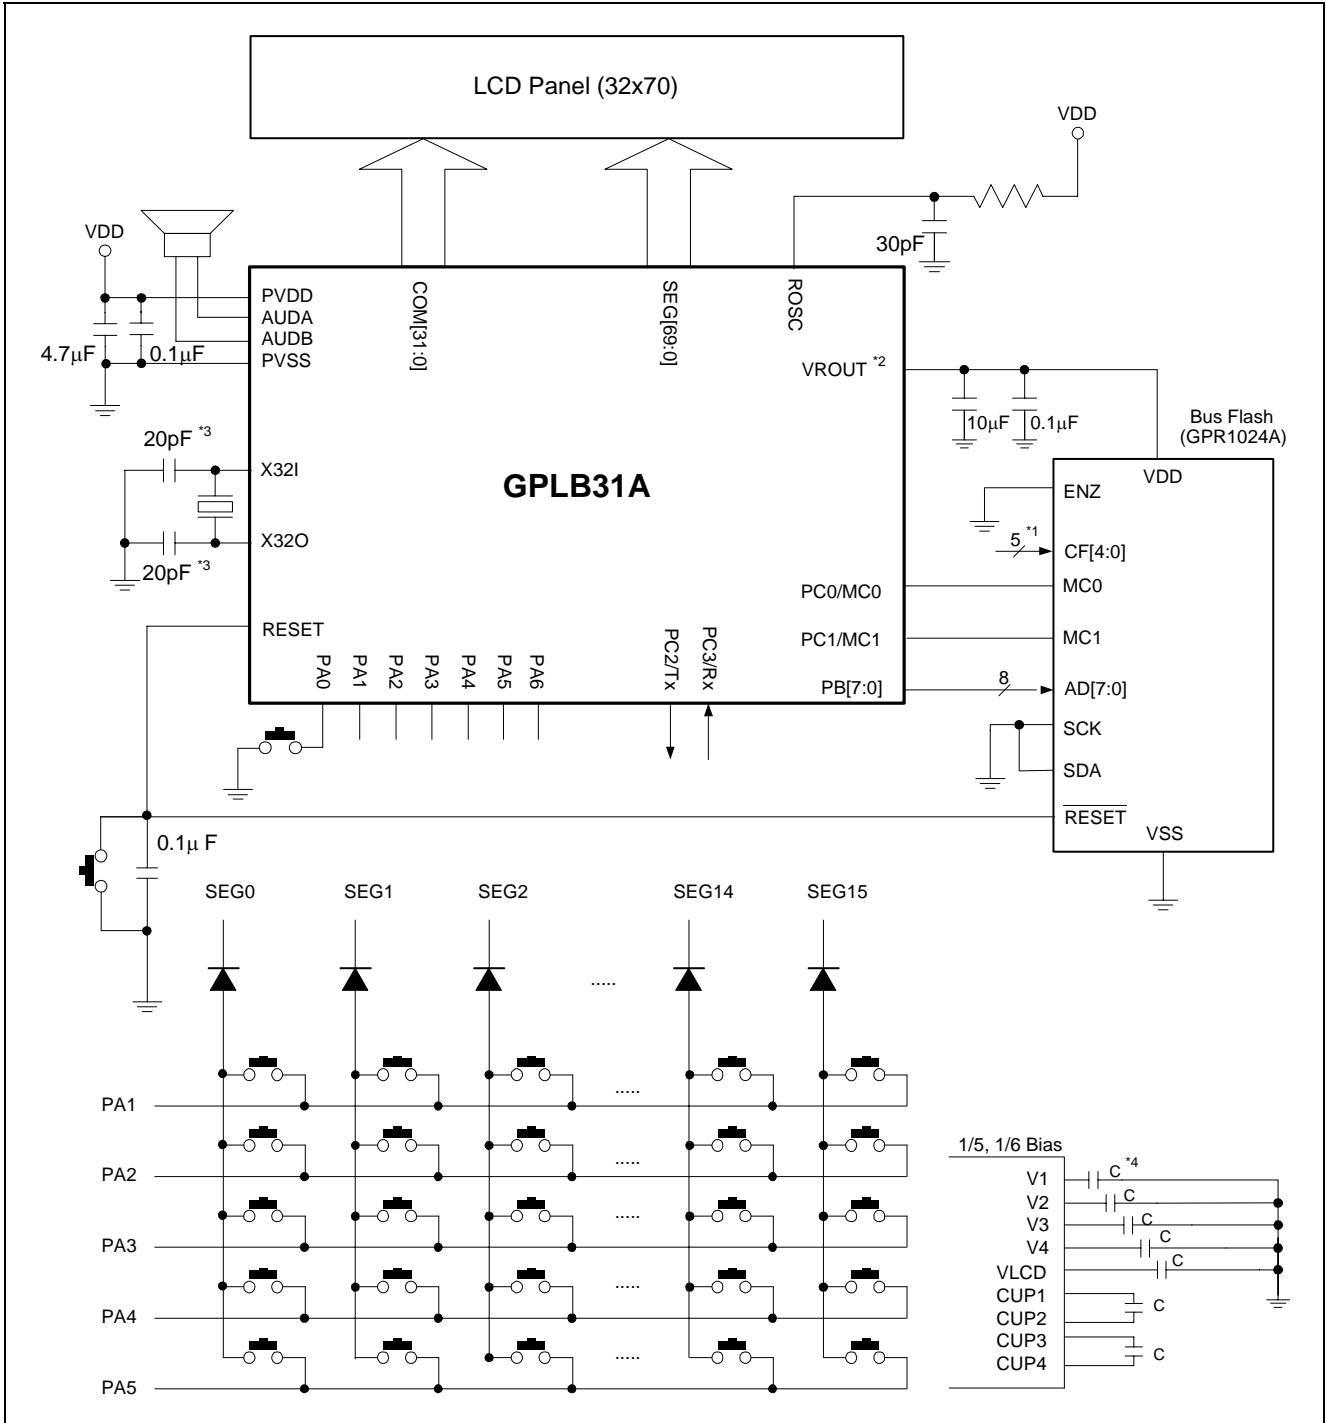 LCD Panel (32x70)
VDD
VDD
30pF
PVDD
AUDA
AUDB
PVSS
4.7μF
0.1μF
COM[31:0]
SEG[69:0]
ROSC
VROUT *2
10μF
0.1μF
Bus Flash
(GPR1024A)
20pF *3
X32I
GPLB31A
X32O
20pF *3
VDD
ENZ
5 *1
CF[4:0]
PC0/MC0
MC0
RESET
PC1/MC1
MC1
PA0
PA1
PA2
PA3
PA4
PA5
PA6
PC2/Tx
PC3/Rx
PB[7:0]
8
AD[7:0]
SCK
SDA
RESET
VSS
0.1μ F
SEG0
SEG1
SEG2
SEG14
SEG15
.....
PA1
.....
PA2
.....
PA3
.....
PA4
.....
PA5
.....
1/5, 1/6 Bias
V1
C *4
V2
C
V3
C
V4
C
VLCD
C
CUP1
CUP2
C
CUP3
CUP4
C